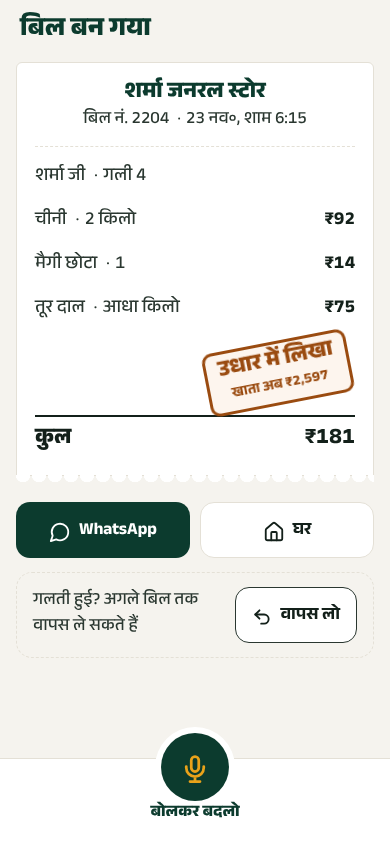 बिल बन गया
शर्मा जनरल स्टोर
बिल नं. 2204 · 23 नव॰, शाम 6:15
शर्मा जी · गली 4
चीनी · 2 किलो ₹92
मैगी छोटा · 1 ₹14
तूर दाल · आधा किलो ₹75
उधार में लिखा
खाता अब ₹2,597
कुल ₹181
WhatsApp
घर
गलती हुई? अगले बिल तक
वापस ले सकते हैं
वापस लो
बोलकर बदलो